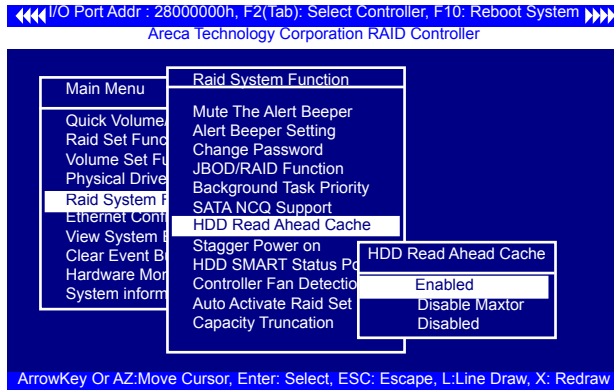 I/O Port Addr : 28000000h, F2(Tab): Select Controller, F10: Reboot System
Areca Technology Corporation RAID Controller
Main Menu
Quick Volume/
Raid Set Func
Volume Set Fu
Physical Drive
Raid System F
Ethernet Conf
View System E
Clear Event B
Hardware Mon
System inform
Raid System Function
Mute The Alert Beeper
Alert Beeper Setting
Change Password
JBOD/RAID Function
Background Task Priority
SATA NCQ Support
HDD Read Ahead Cache
Stagger Power on
HDD SMART Status Po
Controller Fan Detectio
Auto Activate Raid Set
Capacity Truncation
HDD Read Ahead Cache
Enabled
Disable Maxtor
Disabled
ArrowKey Or AZ:Move Cursor, Enter: Select, ESC: Escape, L:Line Draw, X: Redraw